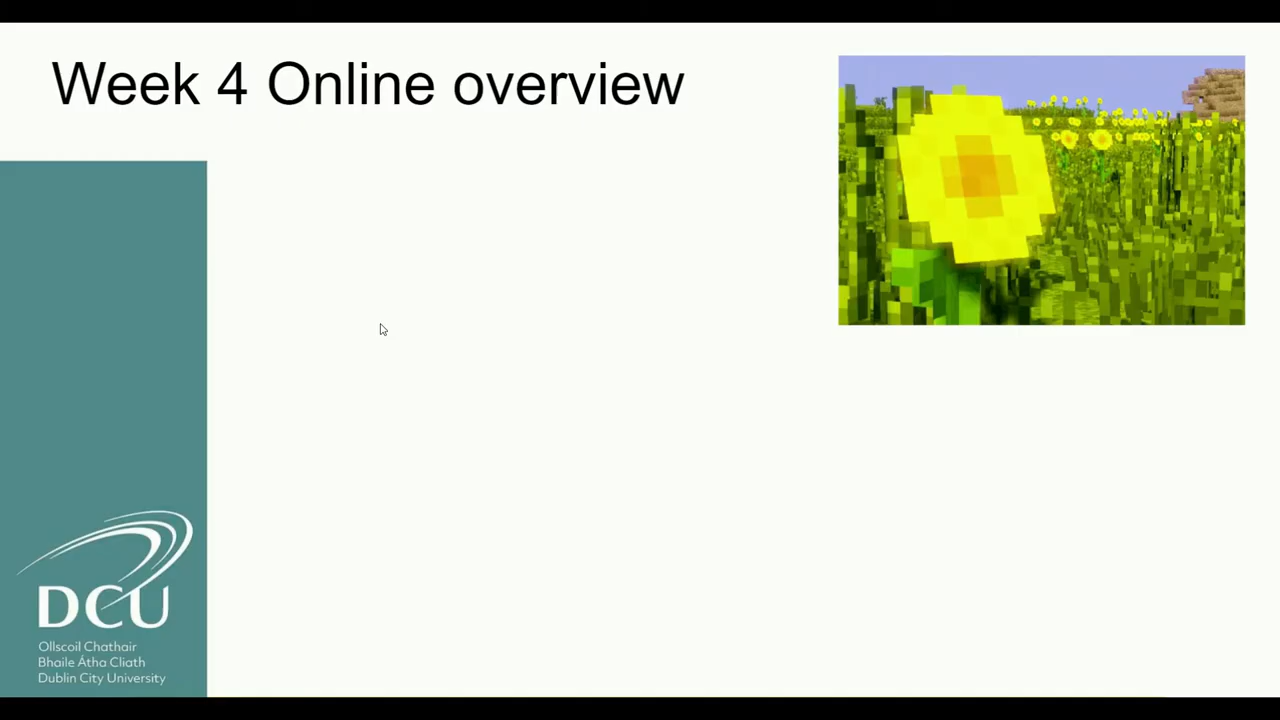 Week 4 Online overview
DCU
Ollscoil Chathair
Bhaile Átha Cliath
Dublin City University